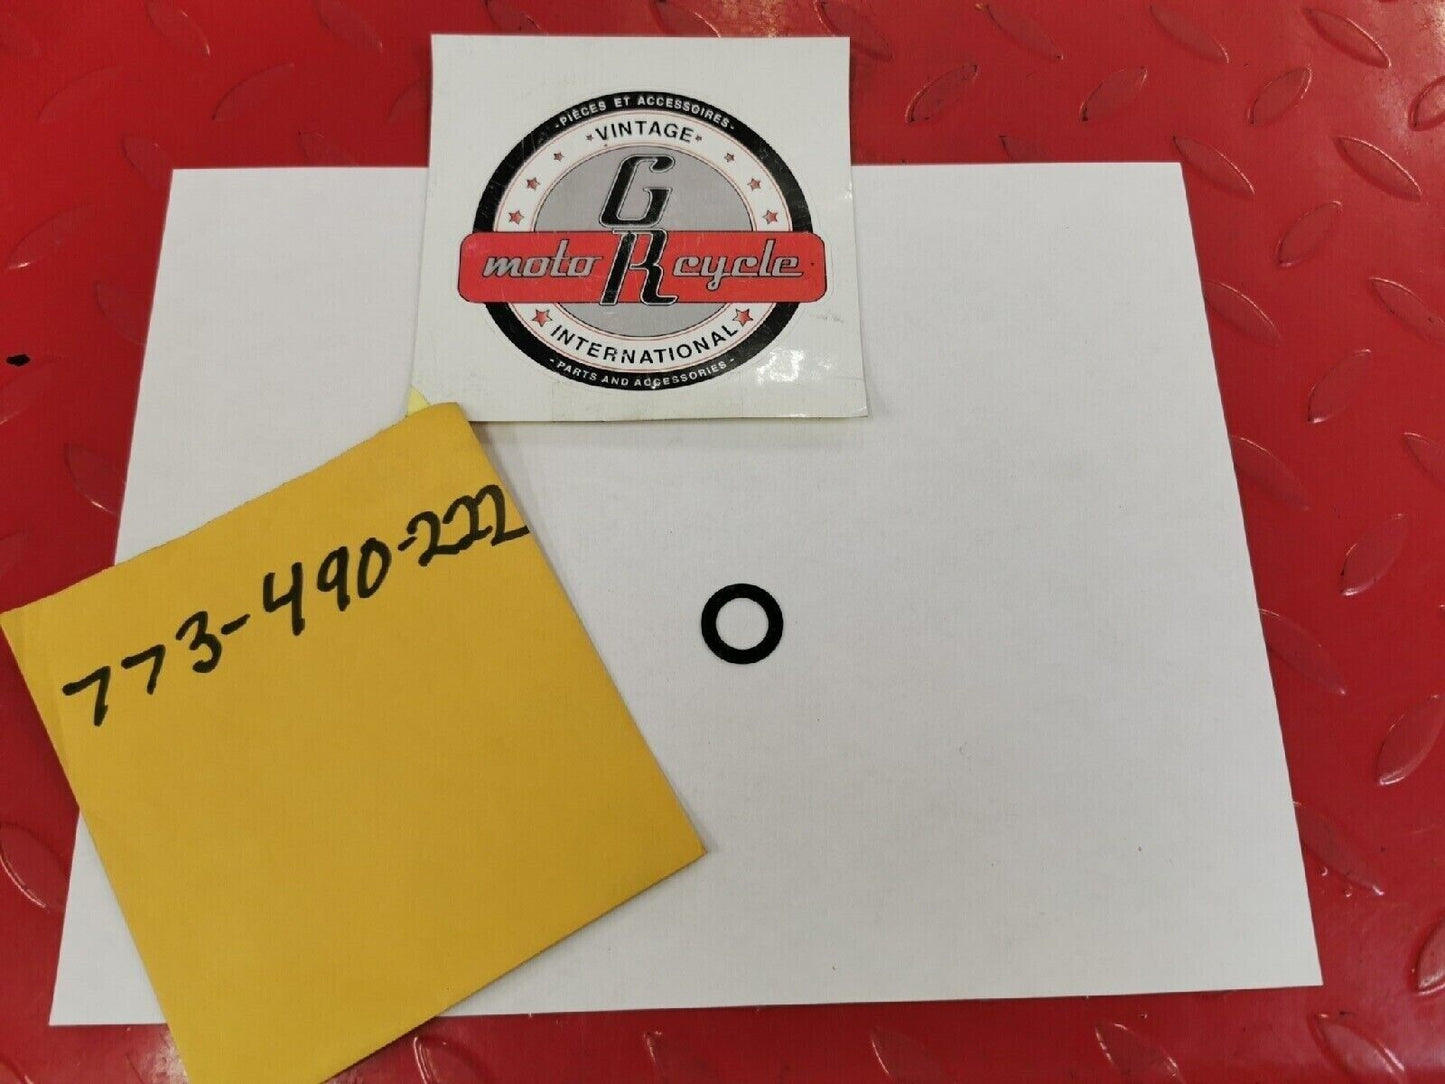 -PIÈCES ET ACCESSOIRES-
VINTAGE
G
moto R cycle
INTERNATIONAL
-PARTS AND ACCESSORIES-
773-490-222